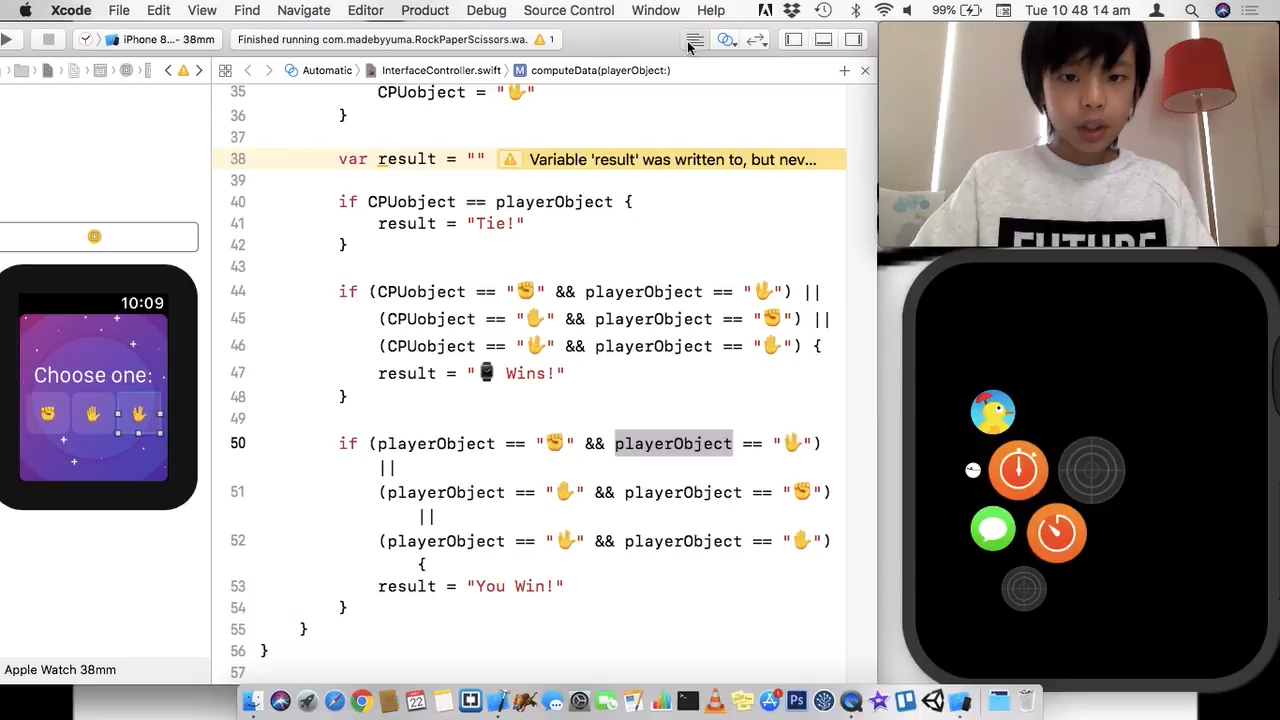 Xcode File Edit View Find Navigate Editor Product Debug Source Control Window Help 99% Tue 10 48 14 am
iPhone 8...- 38mm Finished running com.madebyyuma.RockPaperScissors.wa. 1
Automatic InterfaceController.swift computeData(playerObject:)
35 CPUobject = "🖖"
36 }
37
38 var result = "" Variable 'result' was written to, but nev...
39
40 if CPUobject == playerObject {
41 result = "Tie!"
42 }
43
44 if (CPUobject == "✊" && playerObject == "🖖") ||
45 (CPUobject == "✋" && playerObject == "✊") ||
46 (CPUobject == "🖖" && playerObject == "✋") {
47 result = "⌚ Wins!"
48 }
49
50 if (playerObject == "✊" && playerObject == "🖖")
||
51 (playerObject == "✋" && playerObject == "✊")
||
52 (playerObject == "🖖" && playerObject == "✋")
{
53 result = "You Win!"
54 }
55 }
56 }
57
10:09
Choose one:
Apple Watch 38mm
FUTURE
22